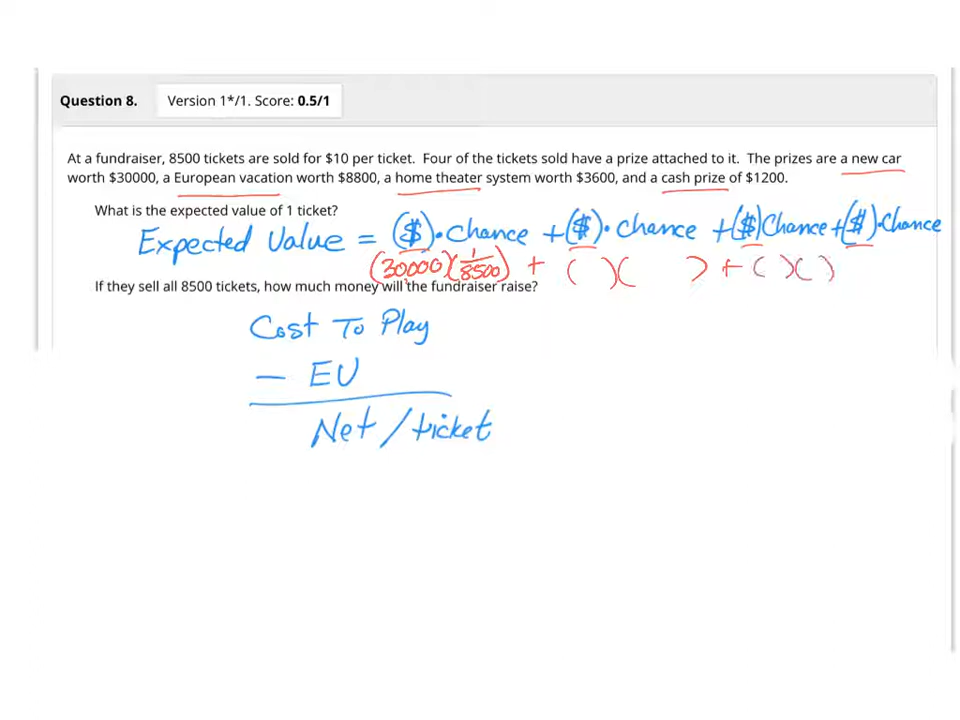 Question 8. Version 1*/1. Score: 0.5/1
At a fundraiser, 8500 tickets are sold for $10 per ticket. Four of the tickets sold have a prize attached to it. The prizes are a new car
worth $30000, a European vacation worth $8800, a home theater system worth $3600, and a cash prize of $1200.
What is the expected value of 1 ticket?
Expected Value = ($)·Chance + ($)·Chance + ($)Chance + ($)·Chance
(30000)(1/8500) + ( )( ) + ( )( )
If they sell all 8500 tickets, how much money will the fundraiser raise?
Cost To Play
— EV
Net/ticket